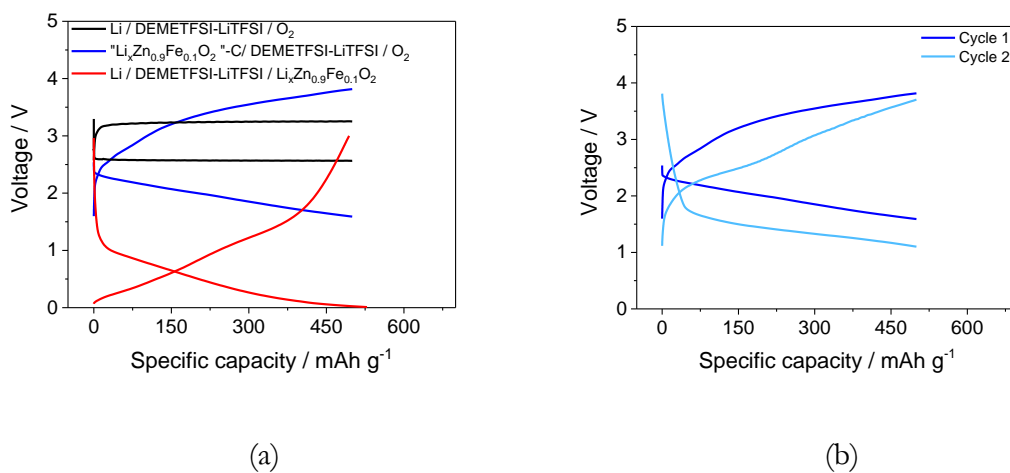 5
4
3
2
1
0
0 150 300 450 600
Voltage / V
Specific capacity / mAh g⁻¹
Li / DEMETFSI-LiTFSI / O₂
"LiₓZn₀.₉Fe₀.₁O₂ "-C/ DEMETFSI-LiTFSI / O₂
Li / DEMETFSI-LiTFSI / LiₓZn₀.₉Fe₀.₁O₂
(a)
5
4
3
2
1
0
0 150 300 450 600
Voltage / V
Specific capacity / mAh g⁻¹
Cycle 1
Cycle 2
(b)